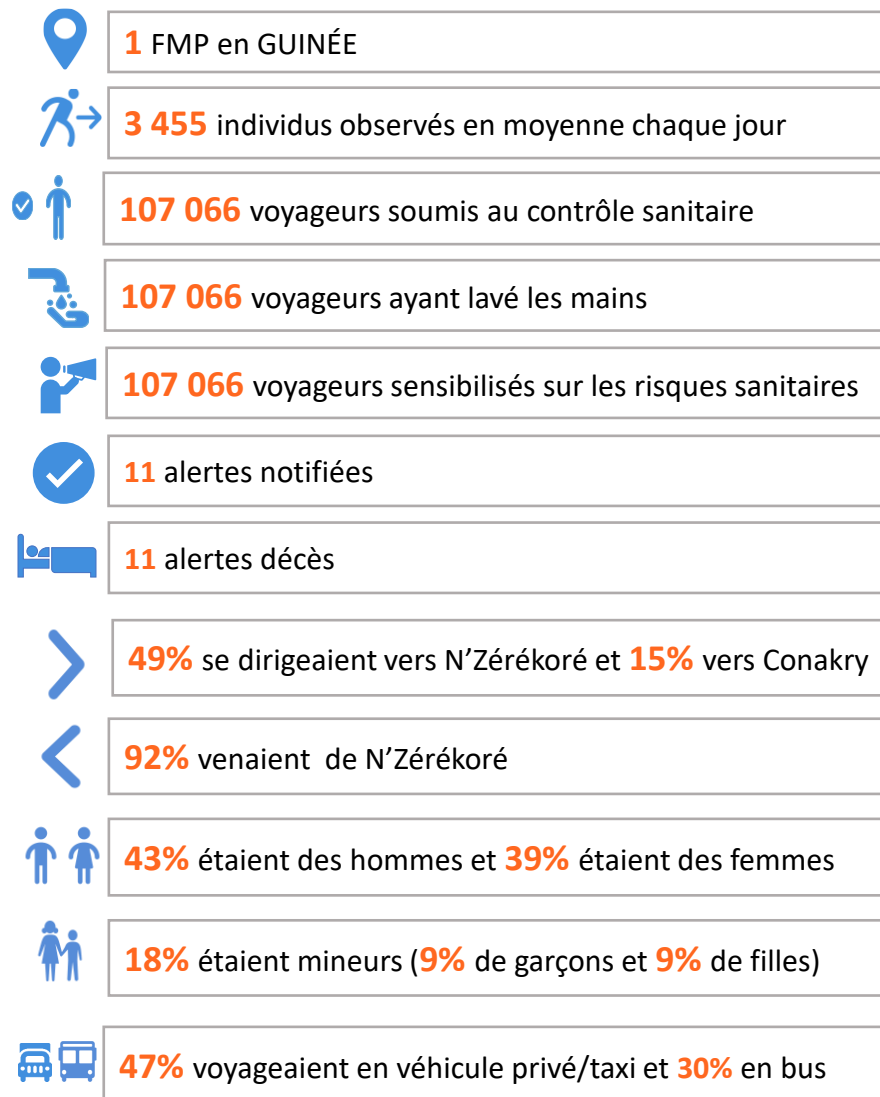 1 FMP en GUINÉE
3 455 individus observés en moyenne chaque jour
107 066 voyageurs soumis au contrôle sanitaire
107 066 voyageurs ayant lavé les mains
107 066 voyageurs sensibilisés sur les risques sanitaires
11 alertes notifiées
11 alertes décès
49% se dirigeaient vers N’Zérékoré et 15% vers Conakry
92% venaient de N’Zérékoré
43% étaient des hommes et 39% étaient des femmes
18% étaient mineurs (9% de garçons et 9% de filles)
47% voyageaient en véhicule privé/taxi et 30% en bus